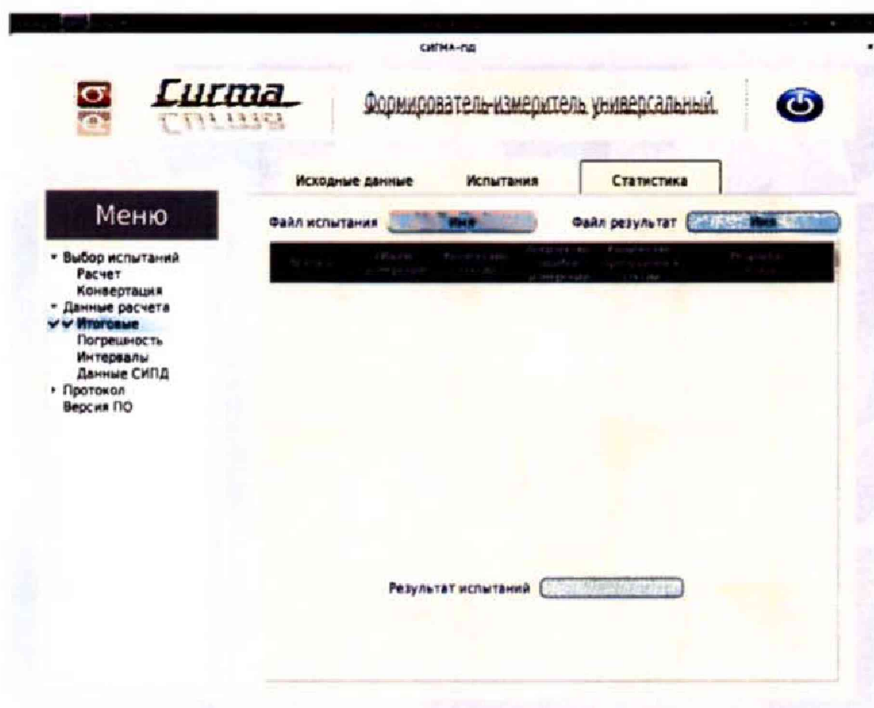 СИГМА-ПД
Сигма
Формирователь-измеритель универсальный.
Исходные данные Испытания Статистика
Меню
Файл испытания Имя Файл результат Имя
Выбор испытаний
Расчет
Конвертация
Данные расчета
Итоговые
Погрешность
Интервалы
Данные СИПД
Протокол
Версия ПО
Результат испытаний